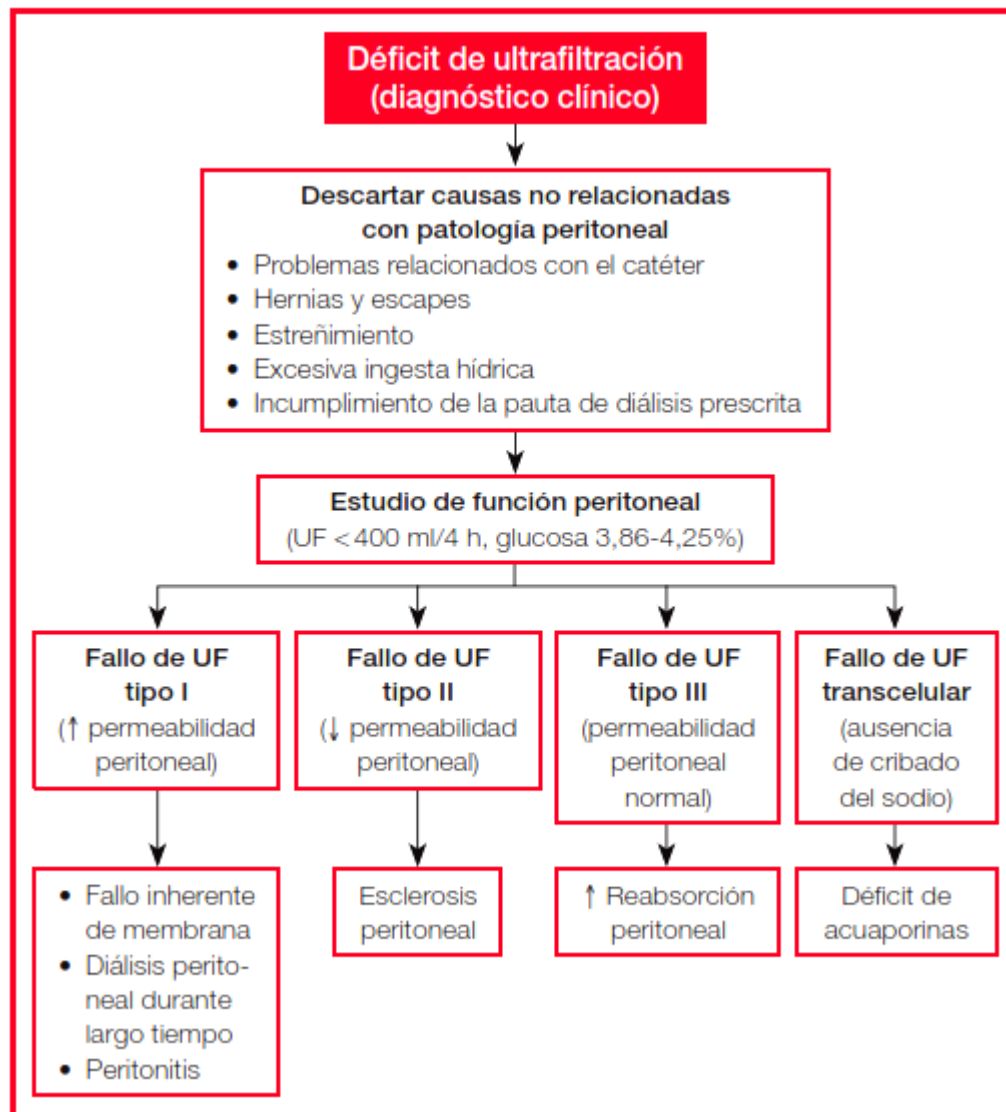 Déficit de ultrafiltración
(diagnóstico clínico)
Descartar causas no relacionadas
con patología peritoneal
• Problemas relacionados con el catéter
• Hernias y escapes
• Estreñimiento
• Excesiva ingesta hídrica
• Incumplimiento de la pauta de diálisis prescrita
Estudio de función peritoneal
(UF < 400 ml/4 h, glucosa 3,86-4,25%)
Fallo de UF
tipo I
(↑ permeabilidad
peritoneal)
Fallo de UF
tipo II
(↓ permeabilidad
peritoneal)
Fallo de UF
tipo III
(permeabilidad
peritoneal
normal)
Fallo de UF
transcelular
(ausencia
de cribado
del sodio)
• Fallo inherente
de membrana
• Diálisis perito-
neal durante
largo tiempo
• Peritonitis
Esclerosis
peritoneal
↑ Reabsorción
peritoneal
Déficit de
acuaporinas